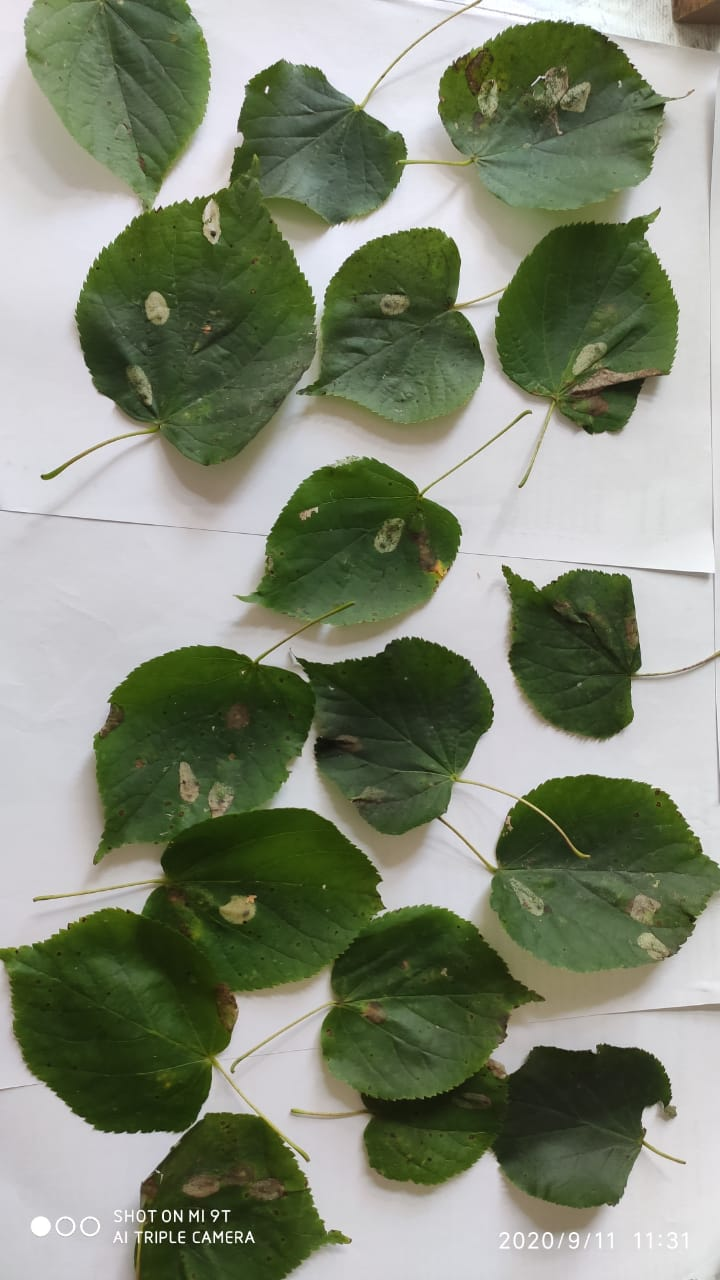 SHOT ON MI 9T
AI TRIPLE CAMERA
2020/9/11 11:31